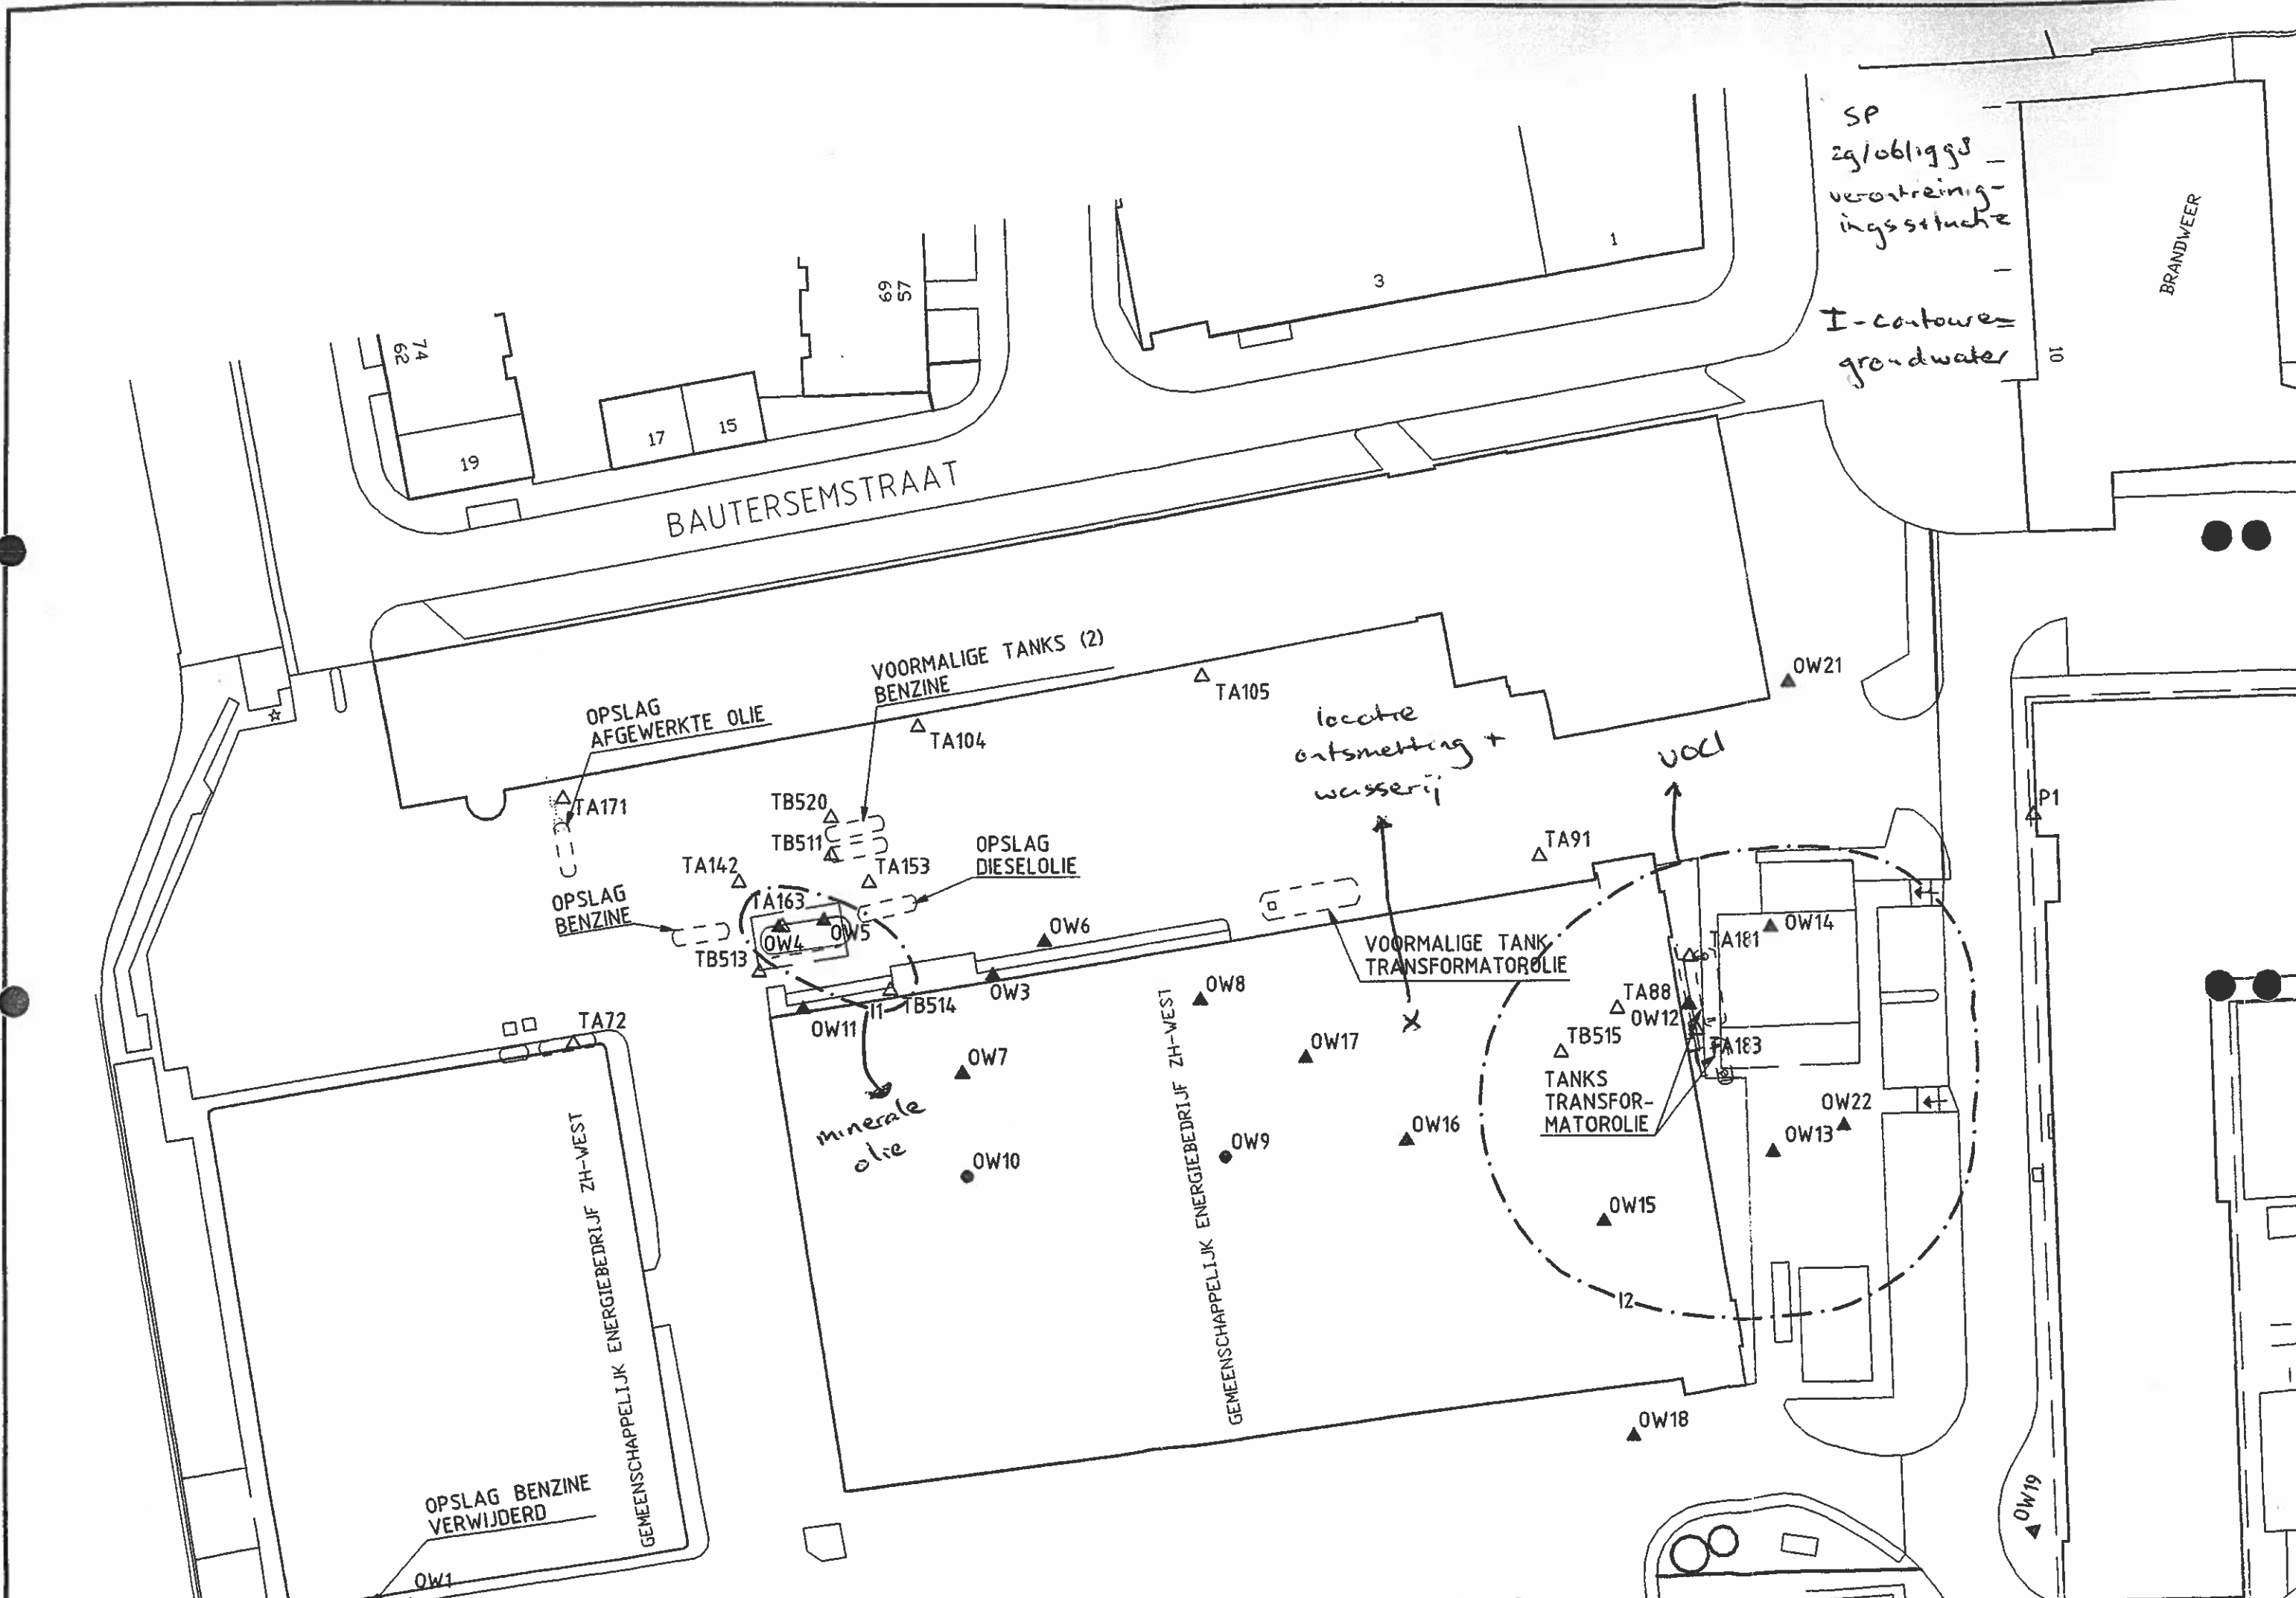 SP
verontreinig-
I-contouren
grondwater
BRANDWEER
10
1
3
69
57
74
62
19
17
15
BAUTERSEMSTRAAT
VOORMALIGE TANKS (2)
BENZINE
OPSLAG
AFGEWERKTE OLIE
TA105
TA104
OW21
locatie
ontsmetting +
wasserij
VOCl
TA171
TB520
TB511
TA142
TA153
OPSLAG
DIESELOLIE
TA91
P1
OPSLAG
BENZINE
TA163
OW4
OW5
OW6
TB513
OW3
OW11
I1
TB514
OW8
VOORMALIGE TANK
TRANSFORMATOROLIE
OW14
TA181
TA88
OW12
TB515
TA183
TANKS
TRANSFOR-
MATOROLIE
TA72
OW7
OW17
OW22
OW13
minerale
olie
OW10
OW9
OW16
OW15
I2
GEMEENSCHAPPELIJK ENERGIEBEDRIJF ZH-WEST
GEMEENSCHAPPELIJK ENERGIEBEDRIJF ZH-WEST
OW18
OW19
OPSLAG BENZINE
VERWIJDERD
OW1